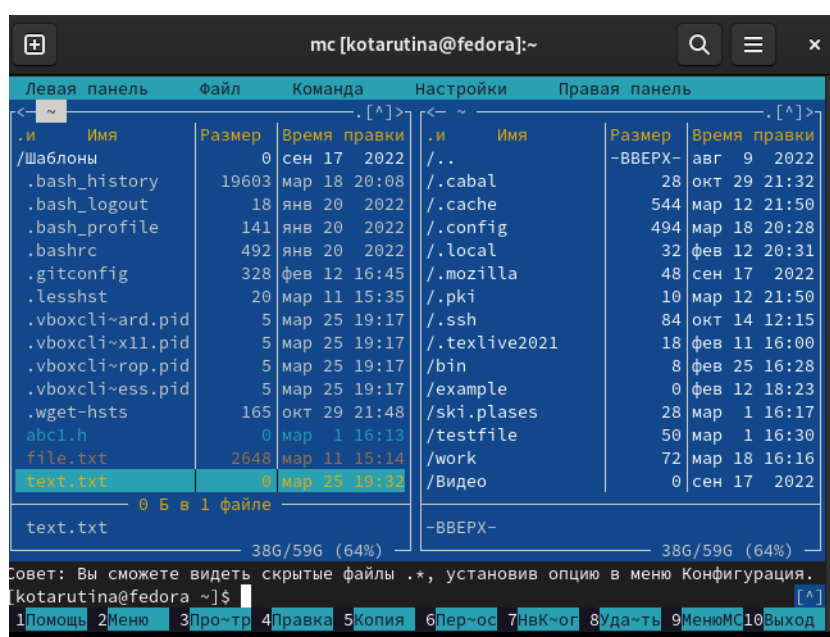 mc [kotarutina@fedora]:~
Левая панель Файл Команда Настройки Правая панель
<— ~ .[^]> <— ~ .[^]>
.и Имя Размер Время правки .и Имя Размер Время правки
/Шаблоны 0 сен 17 2022 /.. -ВВЕРХ- авг 9 2022
.bash_history 19603 мар 18 20:08 /.cabal 28 окт 29 21:32
.bash_logout 18 янв 20 2022 /.cache 544 мар 12 21:50
.bash_profile 141 янв 20 2022 /.config 494 мар 18 20:28
.bashrc 492 янв 20 2022 /.local 32 фев 12 20:31
.gitconfig 328 фев 12 16:45 /.mozilla 48 сен 17 2022
.lesshst 20 мар 11 15:35 /.pki 10 мар 12 21:50
.vboxcli~ard.pid 5 мар 25 19:17 /.ssh 84 окт 14 12:15
.vboxcli~x11.pid 5 мар 25 19:17 /.texlive2021 18 фев 11 16:00
.vboxcli~rop.pid 5 мар 25 19:17 /bin 8 фев 25 16:28
.vboxcli~ess.pid 5 мар 25 19:17 /example 0 фев 12 18:23
.wget-hsts 165 окт 29 21:48 /ski.plases 28 мар 1 16:17
abc1.h 0 мар 1 16:13 /testfile 50 мар 1 16:30
file.txt 2648 мар 11 15:14 /work 72 мар 18 16:16
text.txt 0 мар 25 19:32 /Видео 0 сен 17 2022
0 Б в 1 файле
text.txt -ВВЕРХ-
38G/59G (64%) 38G/59G (64%)
Совет: Вы сможете видеть скрытые файлы .*, установив опцию в меню Конфигурация.
[kotarutina@fedora ~]$ [^]
1Помощь 2Меню 3Про~тр 4Правка 5Копия 6Пер~ос 7НвК~ог 8Уда~ть 9МенюМС 10Выход